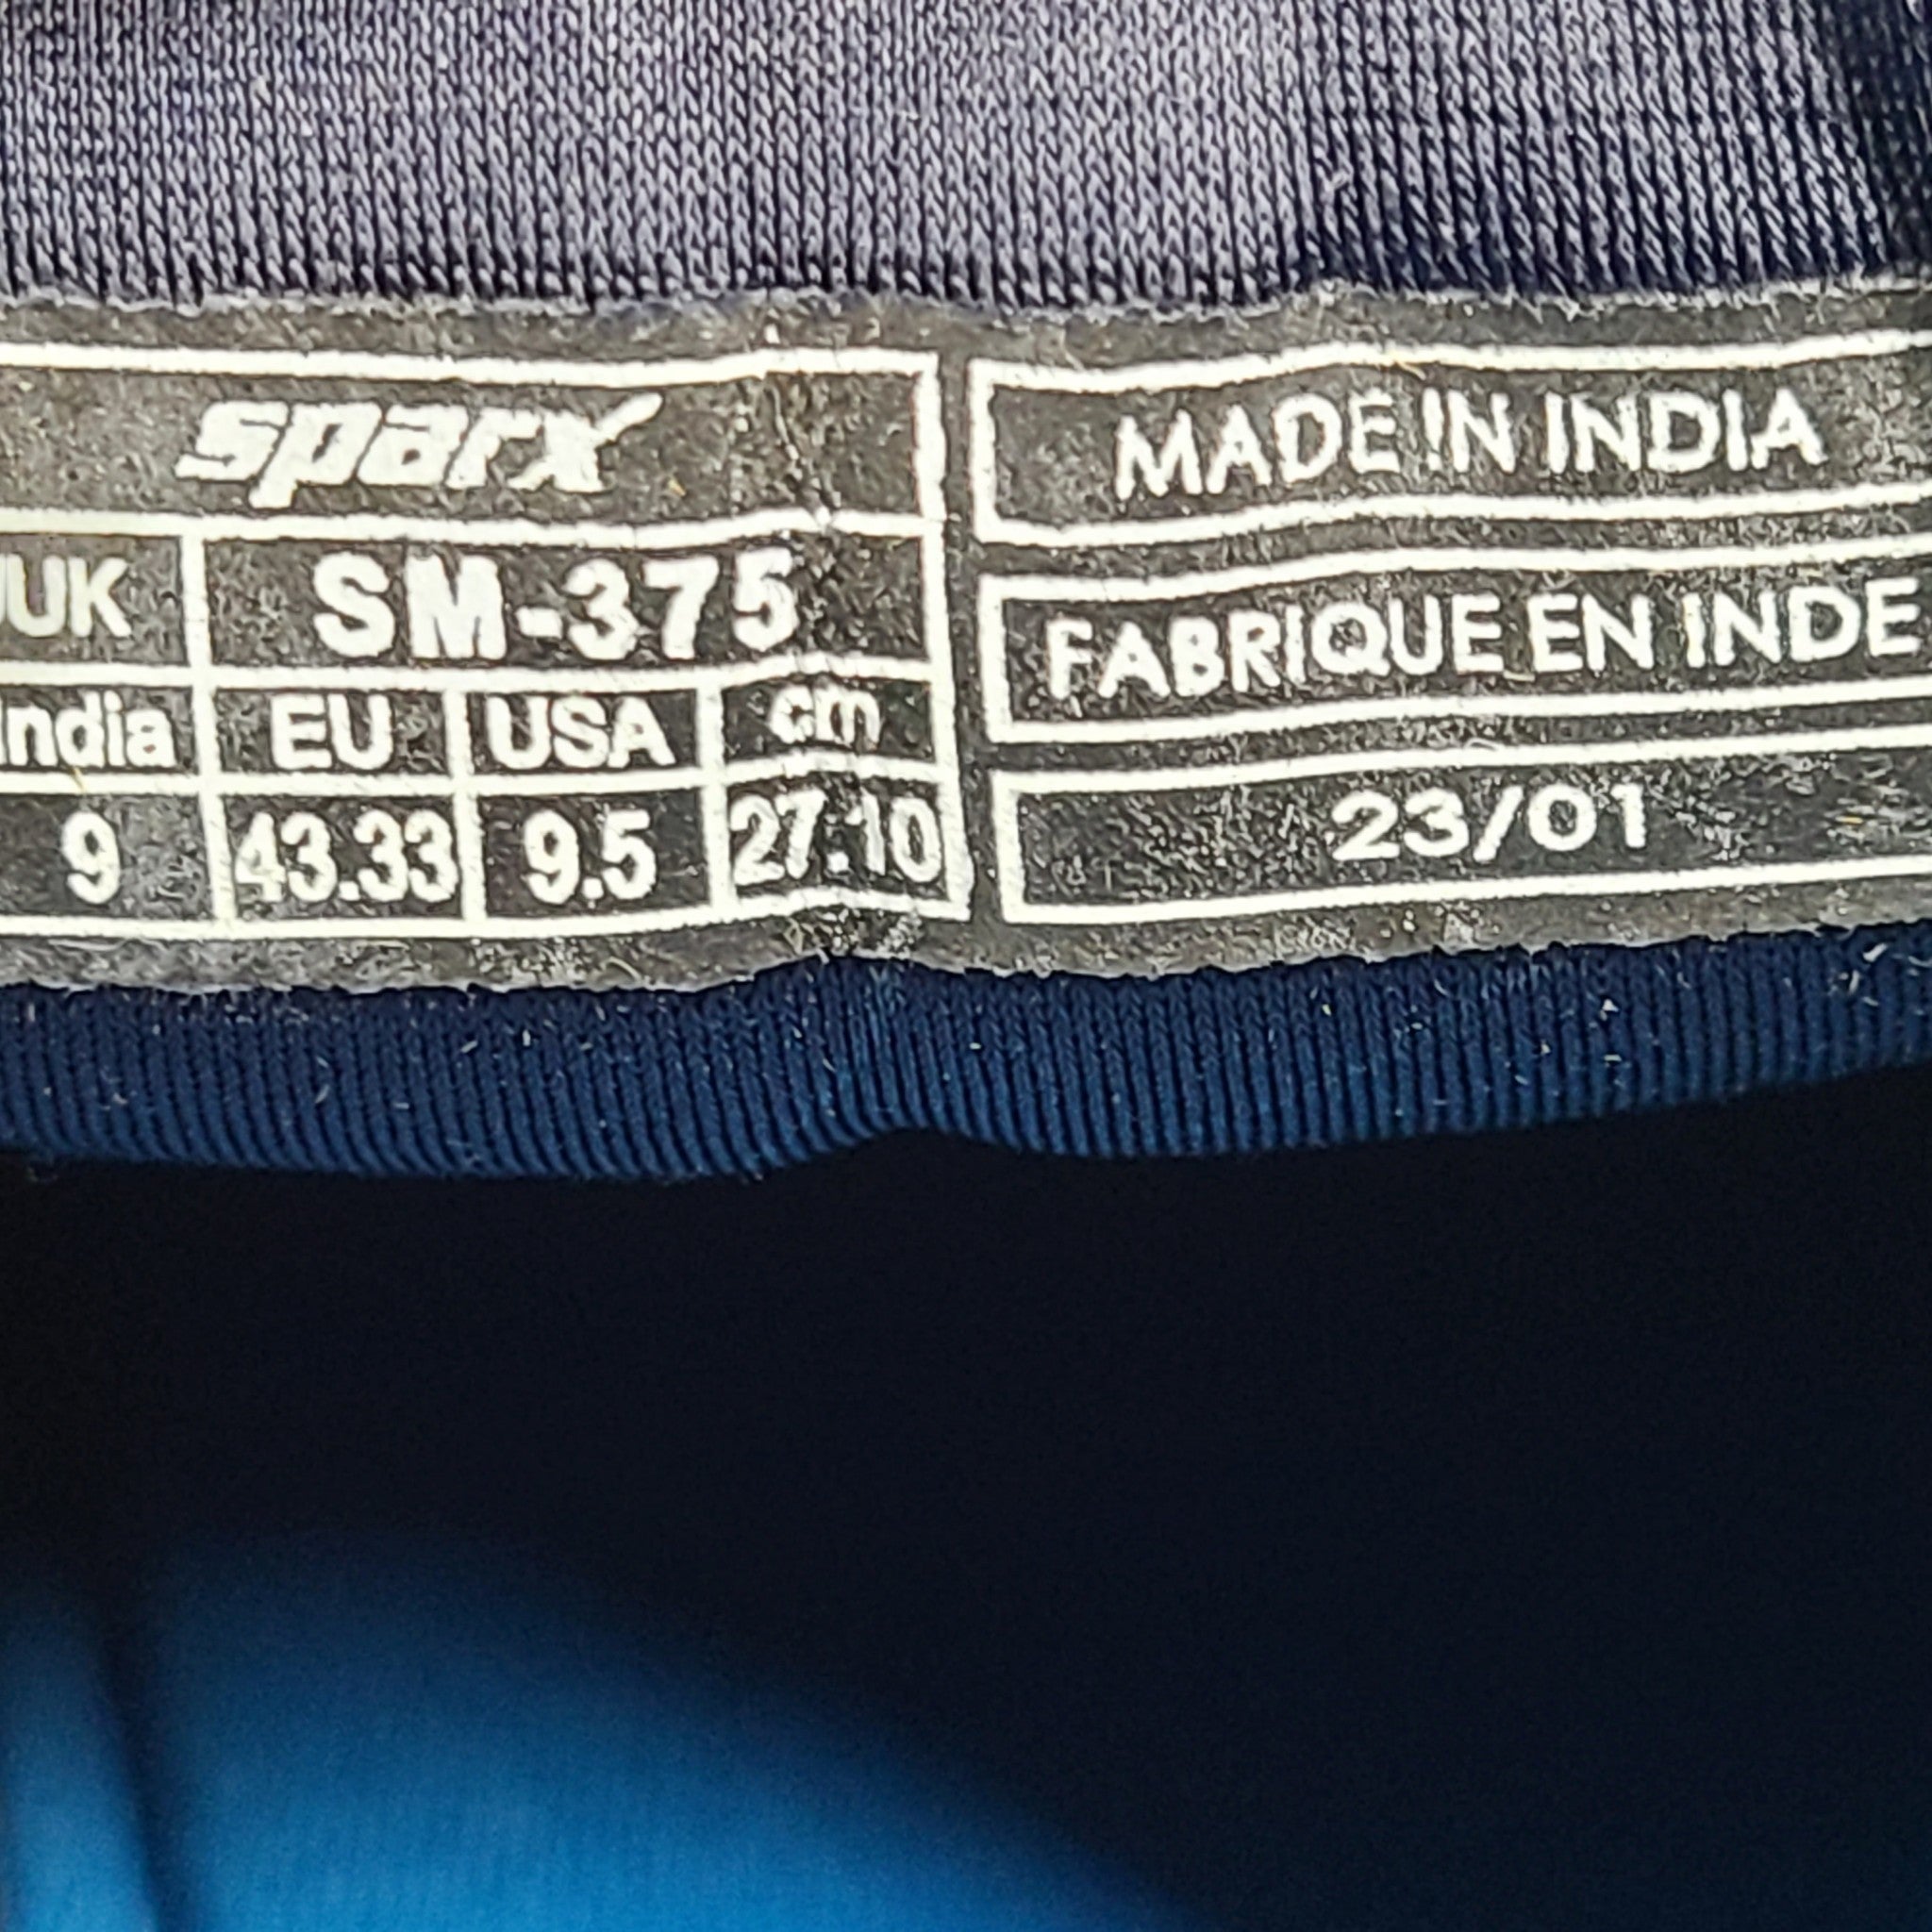 sparx
UK SM-375
India EU USA cm
9 43.33 9.5 27.10
MADE IN INDIA
FABRIQUE EN INDE
23/01